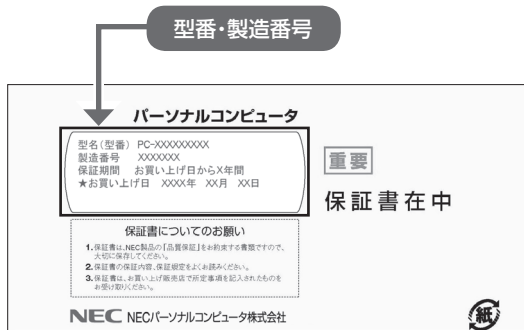 型番・製造番号
パーソナルコンピュータ
型名(型番) PC-XXXXXXXXX
製造番号 XXXXXXX
保証期間 お買い上げ日からX年間
★お買い上げ日 XXXX年 XX月 XX日
重要
保証書在中
保証書についてのお願い
1.保証書は、NEC製品の「品質保証」をお約束する書類ですので、
大切に保存してください。
2.保証書の保証内容、保証規定をよくお読みください。
3.保証書は、お買い上げ販売店で所定事項を記入されたものを
お受け取りください。
NEC NECパーソナルコンピュータ株式会社
紙